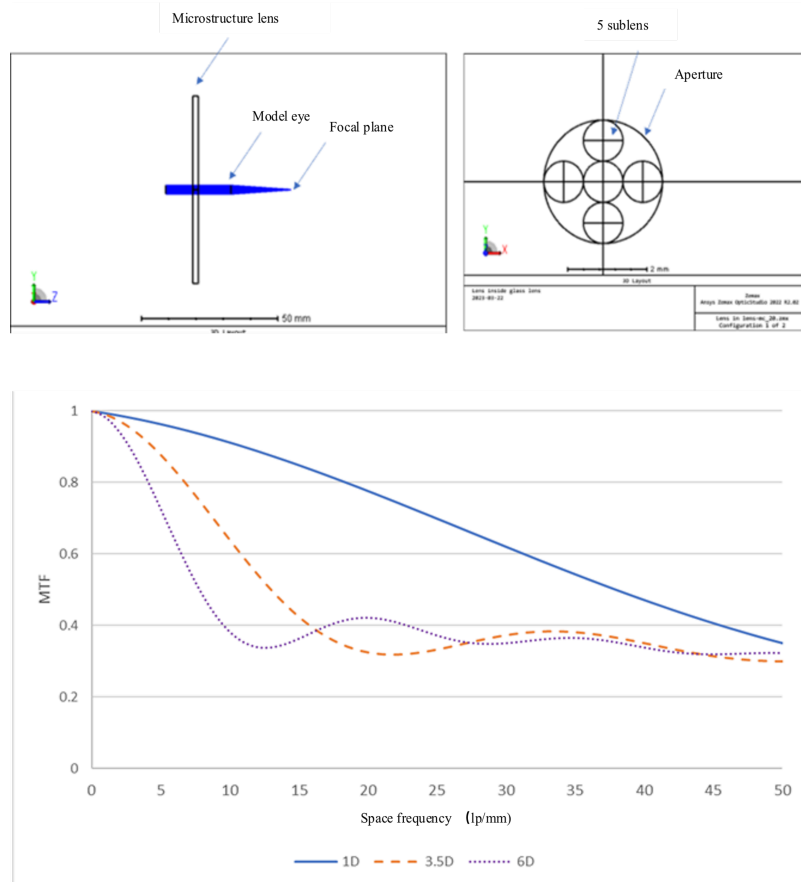 Microstructure lens
Model eye
Focal plane
Y
Z
50 mm
3D Layout
5 sublens
Aperture
Y
X
2 mm
3D Layout
Lens inside glass lens
2023-03-22
Zemax
Ansys Zemax OpticStudio 2022 R2.02
Lens in lens-mc_20.zmx
Configuration 1 of 2
1
0.8
0.6
0.4
0.2
0
MTF
0 5 10 15 20 25 30 35 40 45 50
Space frequency (lp/mm)
1D 3.5D 6D